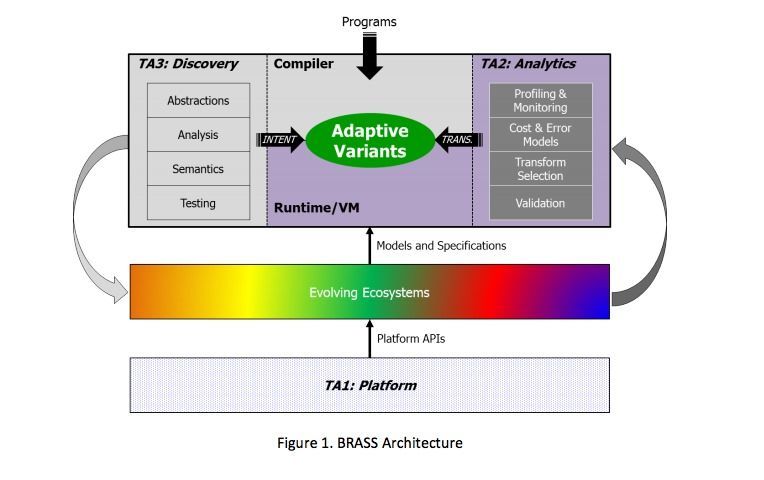 Programs
TA3: Discovery
Compiler
TA2: Analytics
Abstractions
Analysis
Semantics
Testing
INTENT
Adaptive
Variants
TRANS.
Profiling &
Monitoring
Cost & Error
Models
Transform
Selection
Validation
Runtime/VM
Models and Specifications
Evolving Ecosystems
Platform APIs
TA1: Platform
Figure 1. BRASS Architecture